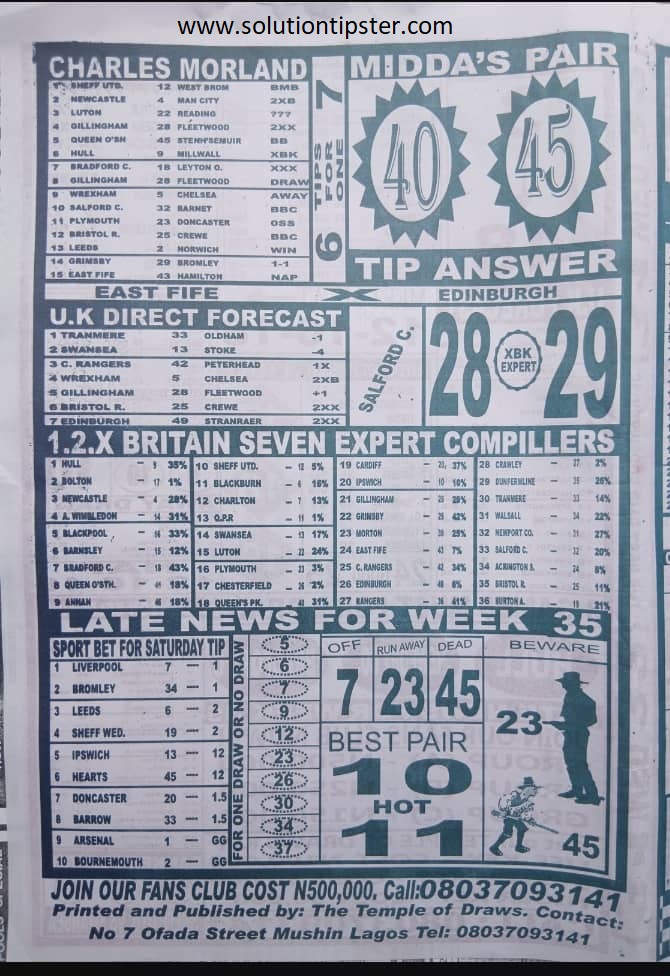 www.solutiontipster.com
CHARLES MORLAND
1 SHEFF UTD. 12 WEST BROM BMB
2 NEWCASTLE 4 MAN CITY 2XB
3 LUTON 22 READING ???
4 GILLINGHAM 28 FLEETWOOD 2XX
5 QUEEN O'SH 45 STENH'SEMUIR BB
6 HULL 9 MILLWALL XBK
7 BRADFORD C. 18 LEYTON O. XXX
8 GILLINGHAM 28 FLEETWOOD DRAW
9 WREXHAM 5 CHELSEA AWAY
10 SALFORD C. 32 BARNET BBC
11 PLYMOUTH 23 DONCASTER OSS
12 BRISTOL R. 25 CREWE BBC
13 LEEDS 2 NORWICH WIN
14 GRIMSBY 29 BROMLEY 1-1
15 EAST FIFE 43 HAMILTON NAP
6 TIPS FOR ONE 7
MIDDA'S PAIR
40 45
TIP ANSWER
EAST FIFE X EDINBURGH
U.K DIRECT FORECAST
1 TRANMERE 33 OLDHAM -1
2 SWANSEA 13 STOKE -4
3 C. RANGERS 42 PETERHEAD 1X
4 WREXHAM 5 CHELSEA 2XB
5 GILLINGHAM 28 FLEETWOOD +1
6 BRISTOL R. 25 CREWE 2XX
7 EDINBURGH 49 STRANRAER 2XX
SALFORD C.
28 XBK EXPERT 29
1.2.X BRITAIN SEVEN EXPERT COMPILLERS
1 HULL - 9 35%
2 BOLTON - 17 1%
3 NEWCASTLE - 4 28%
4 A. WIMBLEDON - 14 31%
5 BLACKPOOL - 16 33%
6 BARNSLEY - 15 12%
7 BRADFORD C. - 18 43%
8 QUEEN O'STH. - 45 18%
9 ANNAN - 46 18%
10 SHEFF UTD. - 12 5%
11 BLACKBURN - 6 16%
12 CHARLTON - 7 13%
13 Q.P.R - 11 1%
14 SWANSEA - 13 17%
15 LUTON - 22 24%
16 PLYMOUTH - 23 3%
17 CHESTERFIELD - 26 2%
18 QUEEN'S PK. 31%
19 CARDIFF - 20 37%
20 IPSWICH - 10 10%
21 GILLINGHAM - 28
22 GRIMSBY - 29 42%
23 MORTON
24 EAST FIFE - 43 7%
25 C. RANGERS - 42 34%
26 EDINBURGH 6%
27 RANGERS 41%
28 CRAWLEY - 27 2%
29 DUNFERMLINE 26%
30 TRANMERE - 33 14%
31 WALSALL - 34 22%
32 NEWPORT CO. - 31 27%
33 SALFORD C. - 32 20%
34 ACRINGTON S. - 24 8%
35 BRISTOL R. - 25 11%
36 BURTON A. - 19 21%
LATE NEWS FOR WEEK 35
SPORT BET FOR SATURDAY TIP
1 LIVERPOOL 7 — 1
2 BROMLEY 34 — 1
3 LEEDS 6 — 2
4 SHEFF WED. 19 — 2
5 IPSWICH 13 — 12
6 HEARTS 45 — 12
7 DONCASTER 20 — 1.5
8 BARROW 33 — 1.5
9 ARSENAL 1 — GG
10 BOURNEMOUTH 2 — GG
FOR ONE DRAW OR NO DRAW
5
6
7
9
12
23
26
30
34
37
OFF RUN AWAY DEAD
7 23 45
BEST PAIR
10
HOT
11
BEWARE
23
45
JOIN OUR FANS CLUB COST N500,000. Call:08037093141
Printed and Published by: The Temple of Draws. Contact:
No 7 Ofada Street Mushin Lagos Tel: 08037093141